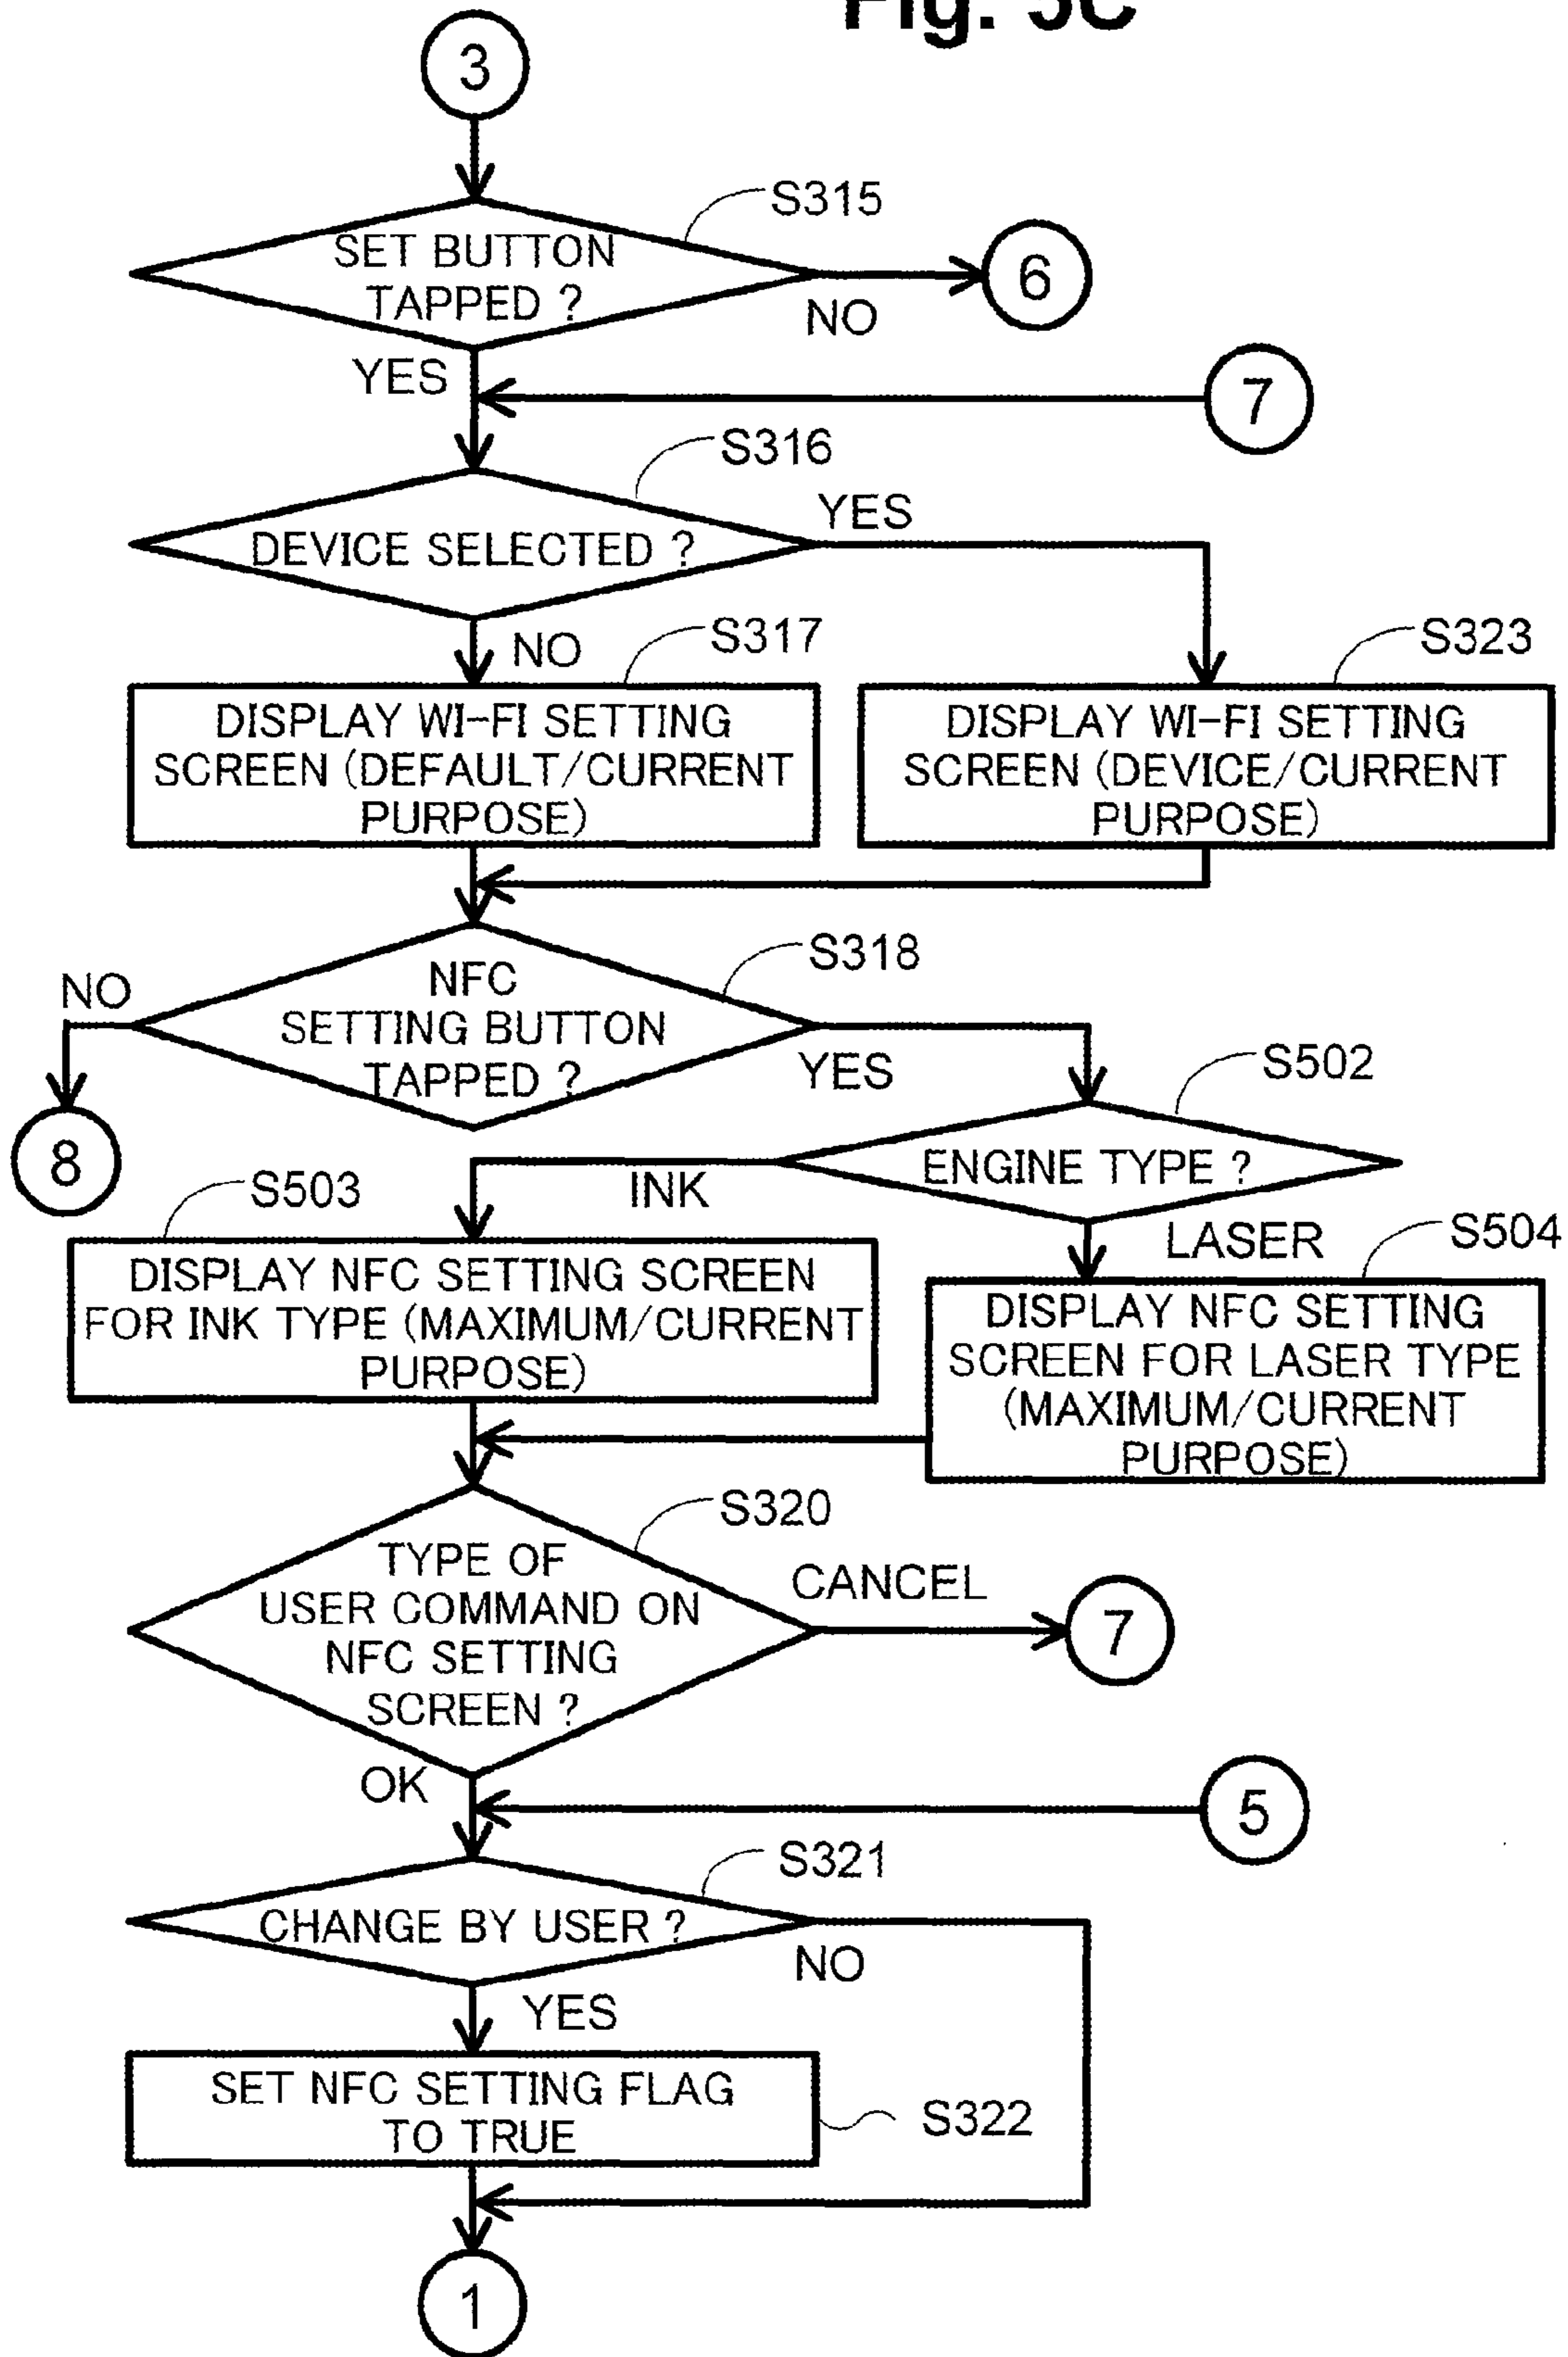 Fig. 5C
3
S315
SET BUTTON
TAPPED ?
NO
6
YES
7
S316
DEVICE SELECTED ?
YES
NO
S317
S323
DISPLAY WI-FI SETTING
SCREEN (DEFAULT/CURRENT
PURPOSE)
DISPLAY WI-FI SETTING
SCREEN (DEVICE/CURRENT
PURPOSE)
S318
NO
NFC
SETTING BUTTON
TAPPED ?
YES
8
S502
ENGINE TYPE ?
INK
S503
LASER
S504
DISPLAY NFC SETTING SCREEN
FOR INK TYPE (MAXIMUM/CURRENT
PURPOSE)
DISPLAY NFC SETTING
SCREEN FOR LASER TYPE
(MAXIMUM/CURRENT
PURPOSE)
S320
TYPE OF
USER COMMAND ON
NFC SETTING
SCREEN ?
CANCEL
7
OK
5
S321
CHANGE BY USER ?
NO
YES
SET NFC SETTING FLAG
TO TRUE
S322
1